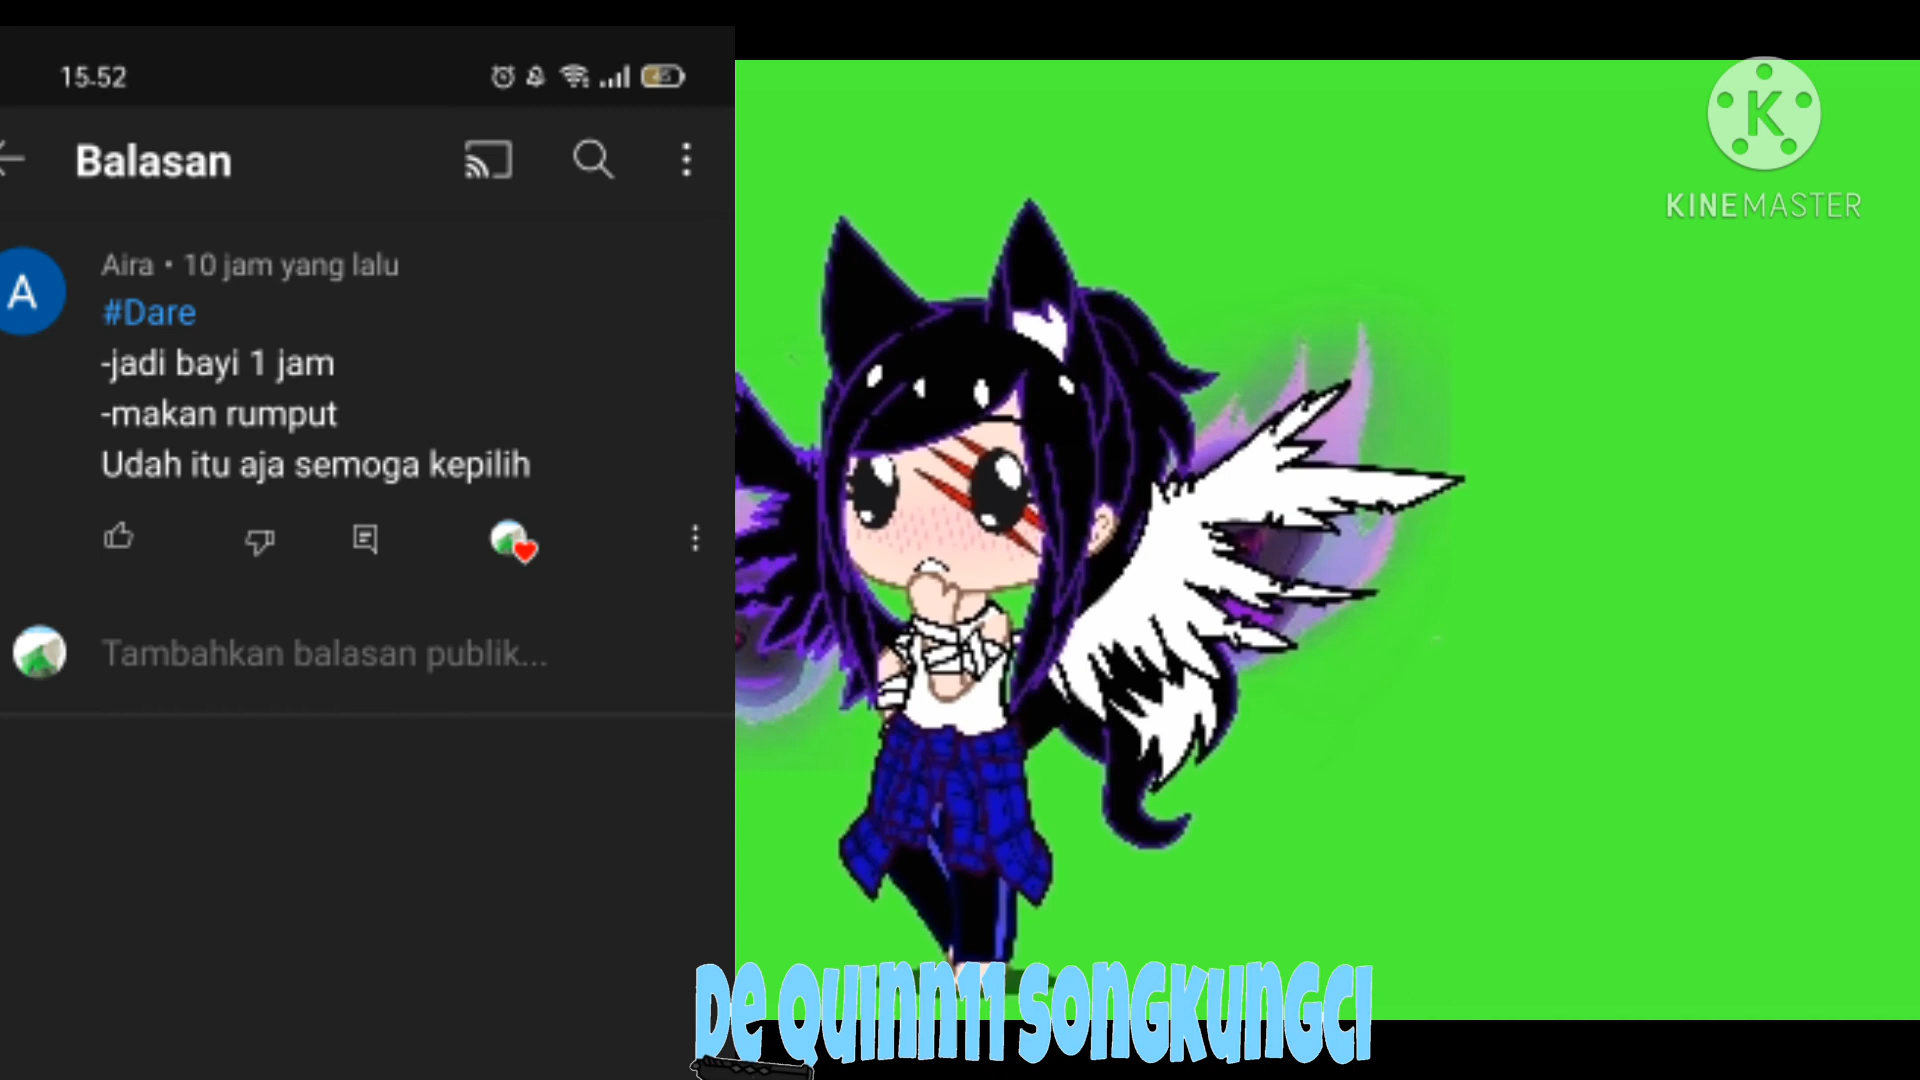 15.52
45
Balasan
A
Aira • 10 jam yang lalu
#Dare
-jadi bayi 1 jam
-makan rumput
Udah itu aja semoga kepilih
Tambahkan balasan publik...
K
KINEMASTER
De Quinn11 Songkungci